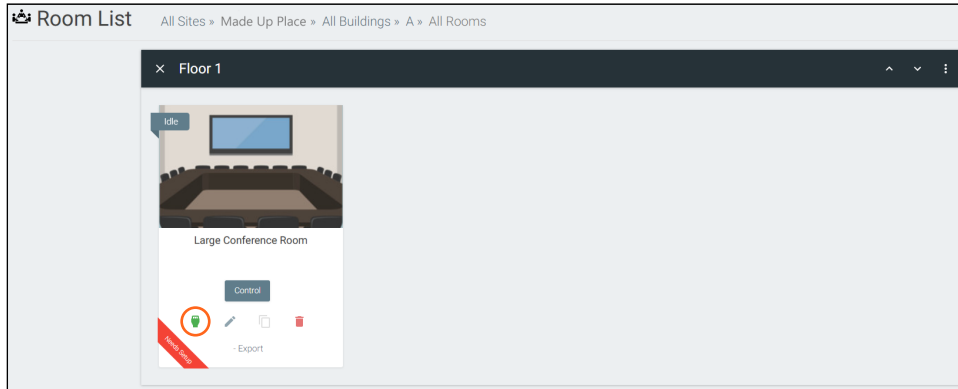 Room List All Sites » Made Up Place » All Buildings » A » All Rooms
Floor 1
Idle
Large Conference Room
Control
Needs Setup
- Export